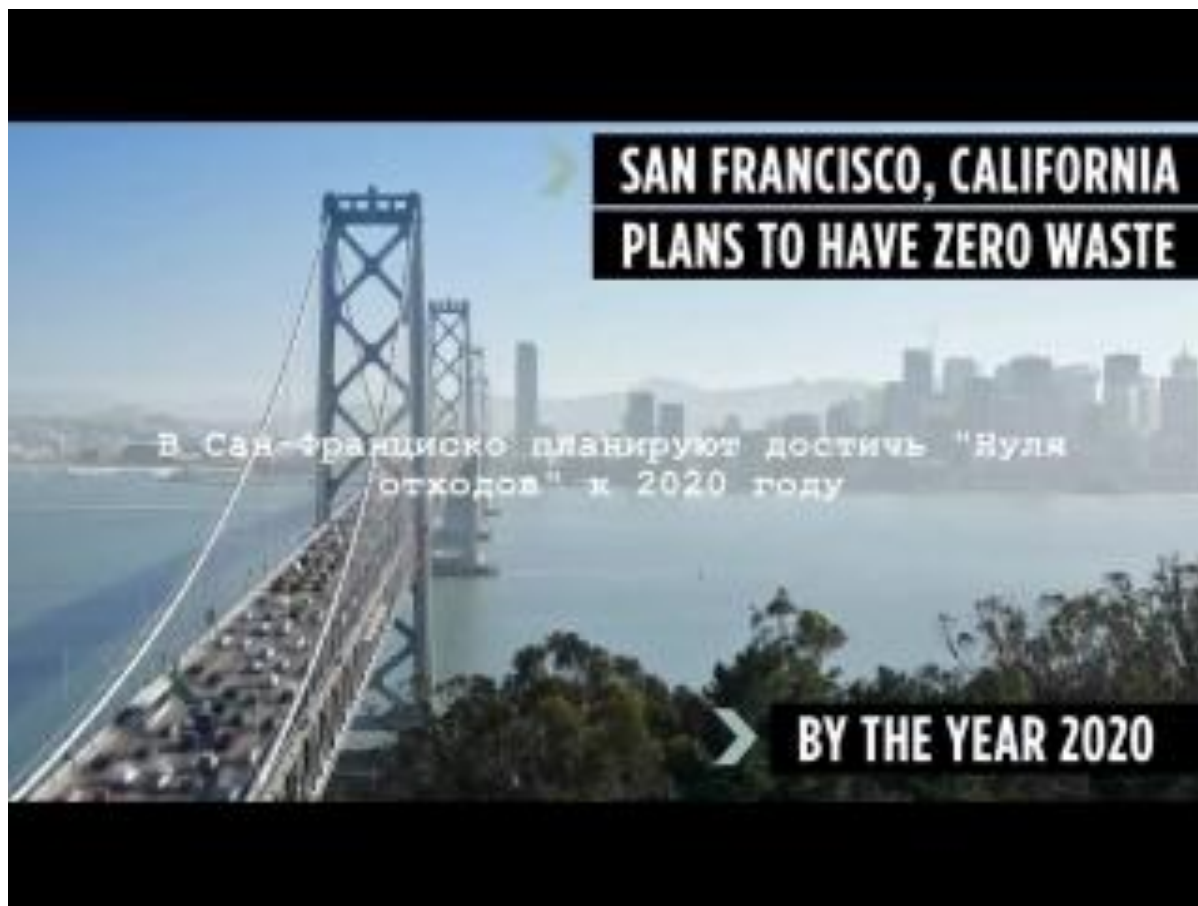 SAN FRANCISCO, CALIFORNIA
PLANS TO HAVE ZERO WASTE
В Сан-Франциско планируют достичь "Нуля
отходов" к 2020 году
BY THE YEAR 2020